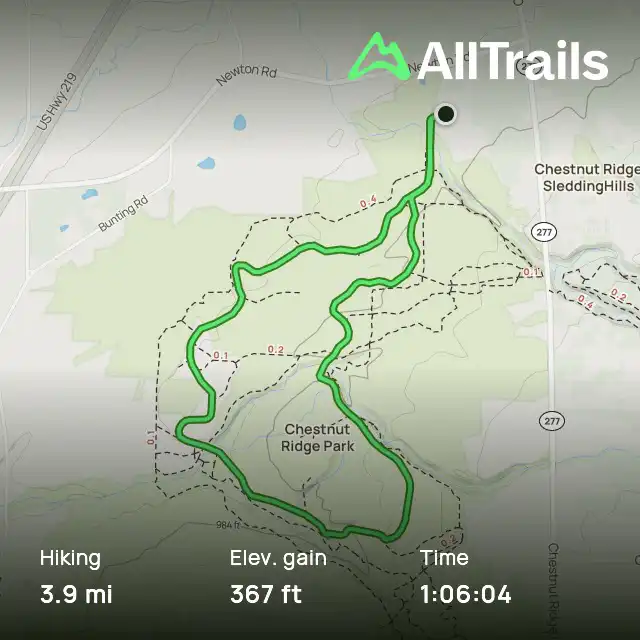 AllTrails
Newton Rd
US Hwy 219
Chestnut Ridge
SleddingHills
Bunting Rd
0.4
277
0.1
0.2
0.4
0.1
0.2
0.1
277
Chestnut
Ridge Park
984 ft
0.2
Hiking
Elev. gain
Time
3.9 mi
367 ft
1:06:04
Chestnut Ridge